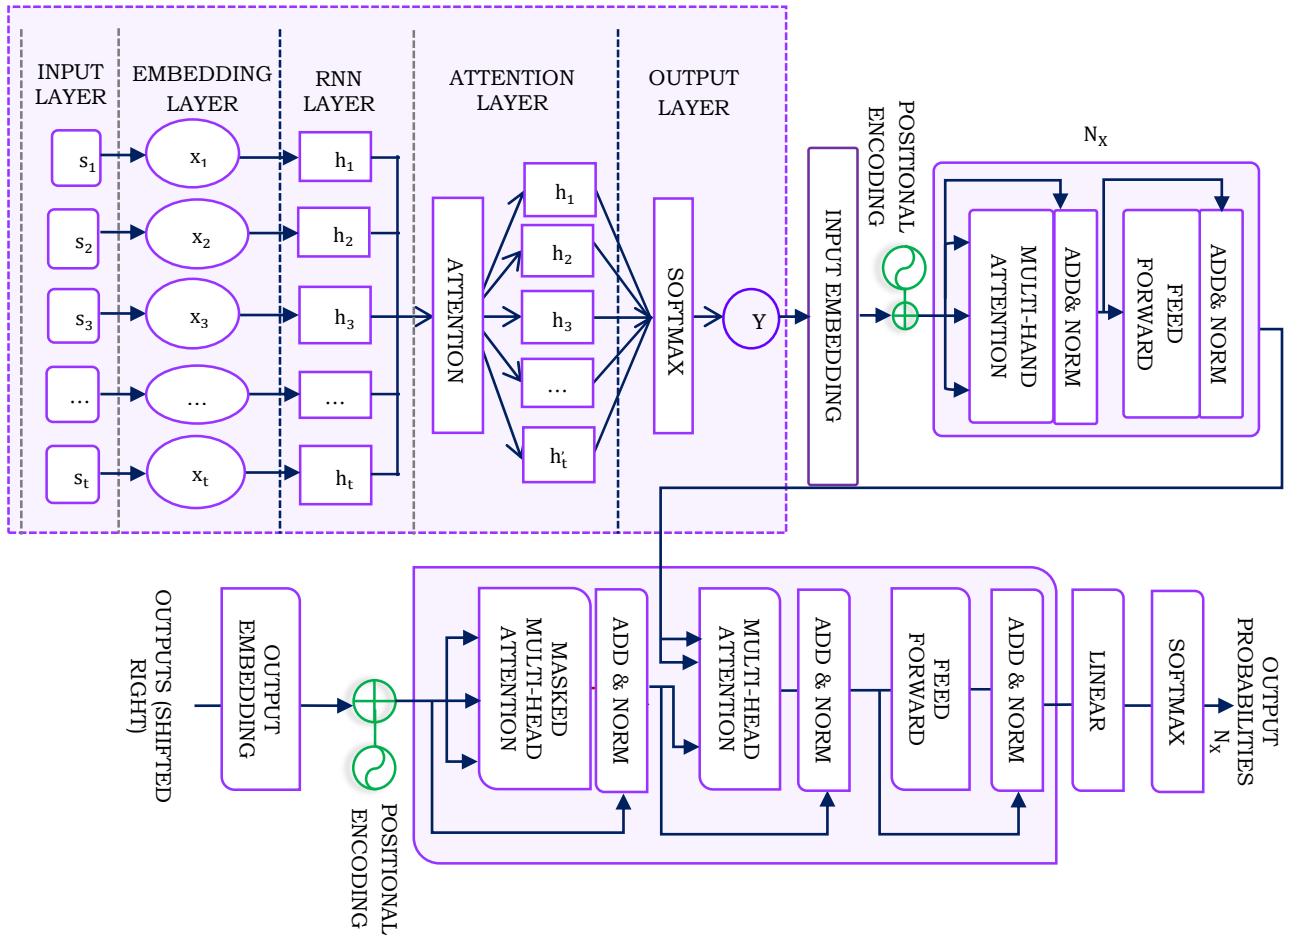 INPUT
LAYER
EMBEDDING
LAYER
RNN
LAYER
ATTENTION
LAYER
OUTPUT
LAYER
s1
x1
h1
s2
x2
h2
s3
x3
h3
...
...
...
st
xt
ht
ATTENTION
h1
h2
h3
...
h't
SOFTMAX
Y
INPUT EMBEDDING
POSITIONAL
ENCODING
NX
MULTI-HAND
ATTENTION
ADD& NORM
FEED
FORWARD
ADD& NORM
OUTPUTS (SHIFTED
RIGHT)
OUTPUT
EMBEDDING
POSITIONAL
ENCODING
MASKED
MULTI-HEAD
ATTENTION
ADD & NORM
MULTI-HEAD
ATTENTION
ADD & NORM
FEED
FORWARD
ADD & NORM
LINEAR
SOFTMAX
OUTPUT
PROBABILITIES
NX